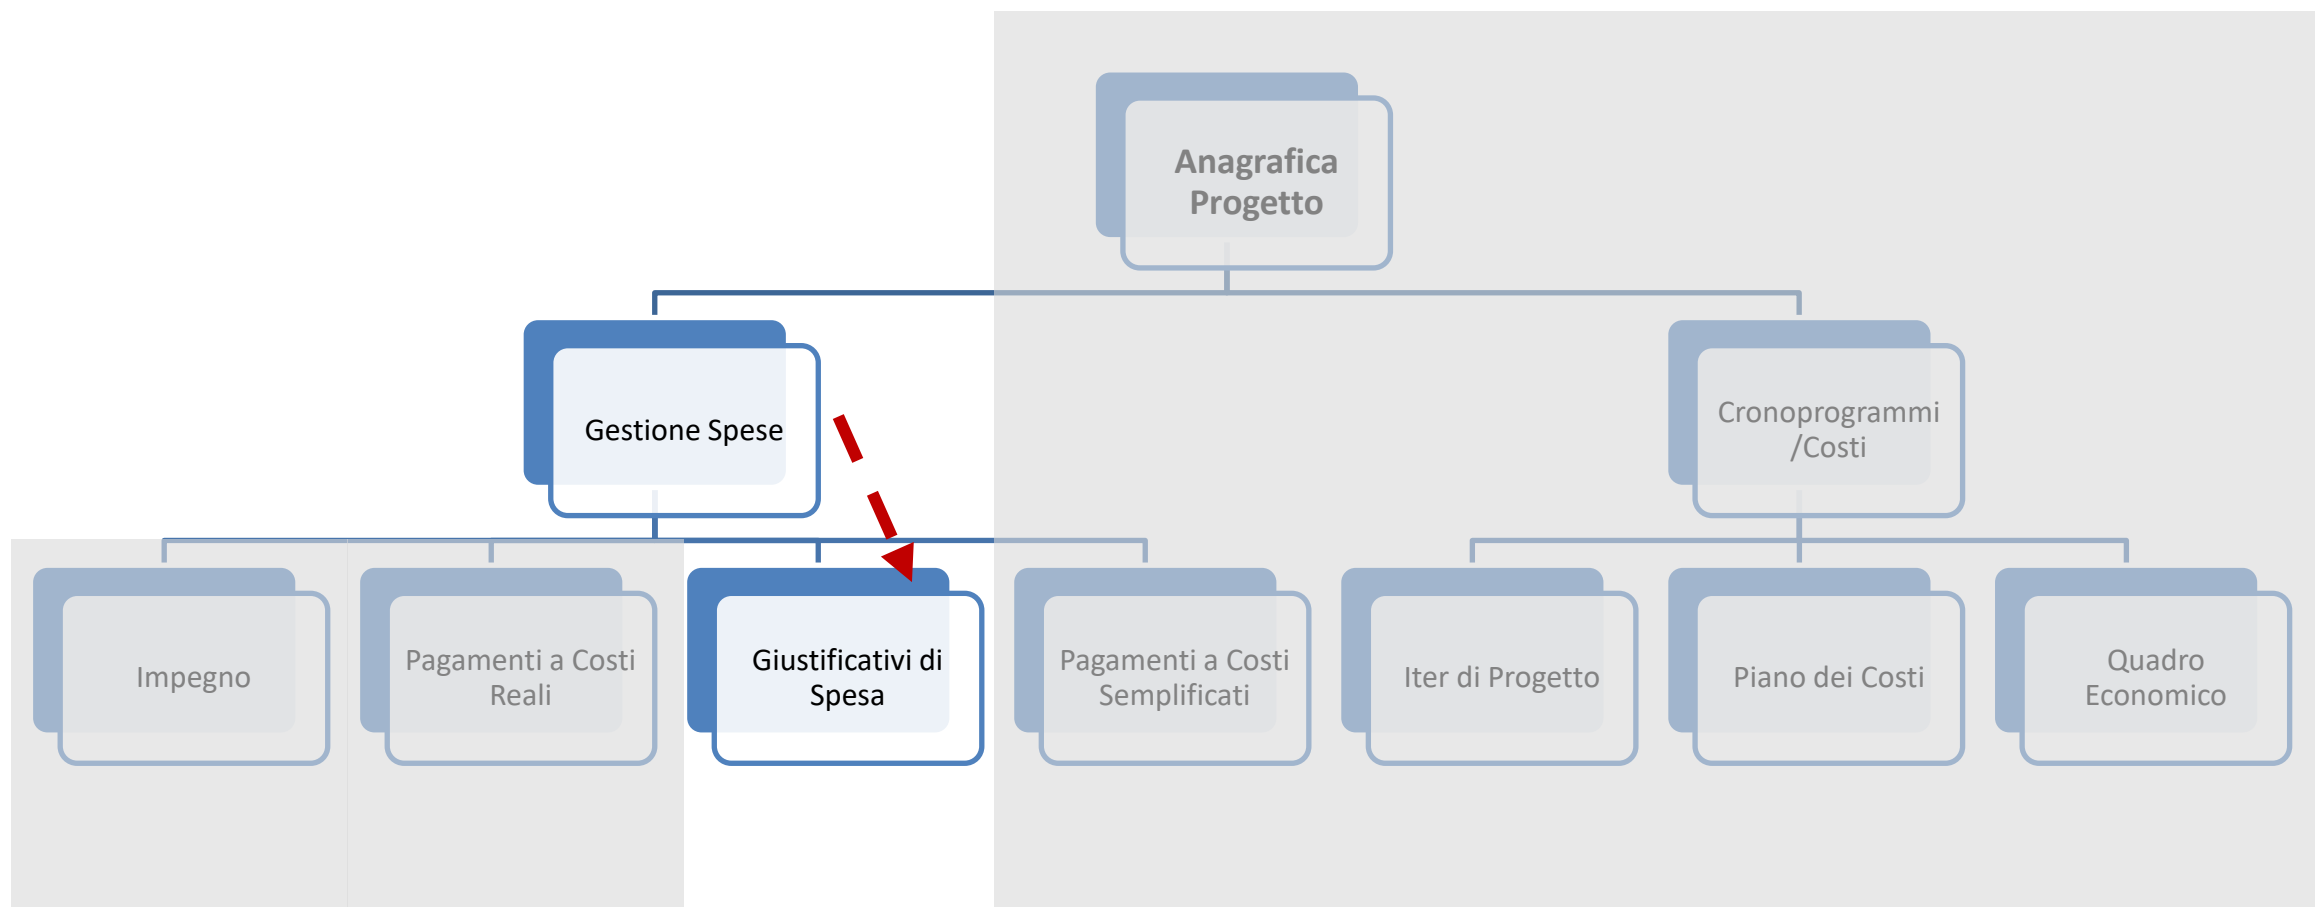 Anagrafica
Progetto
Gestione Spese
Cronoprogrammi
/Costi
Impegno
Pagamenti a Costi
Reali
Giustificativi di
Spesa
Pagamenti a Costi
Semplificati
Iter di Progetto
Piano dei Costi
Quadro
Economico